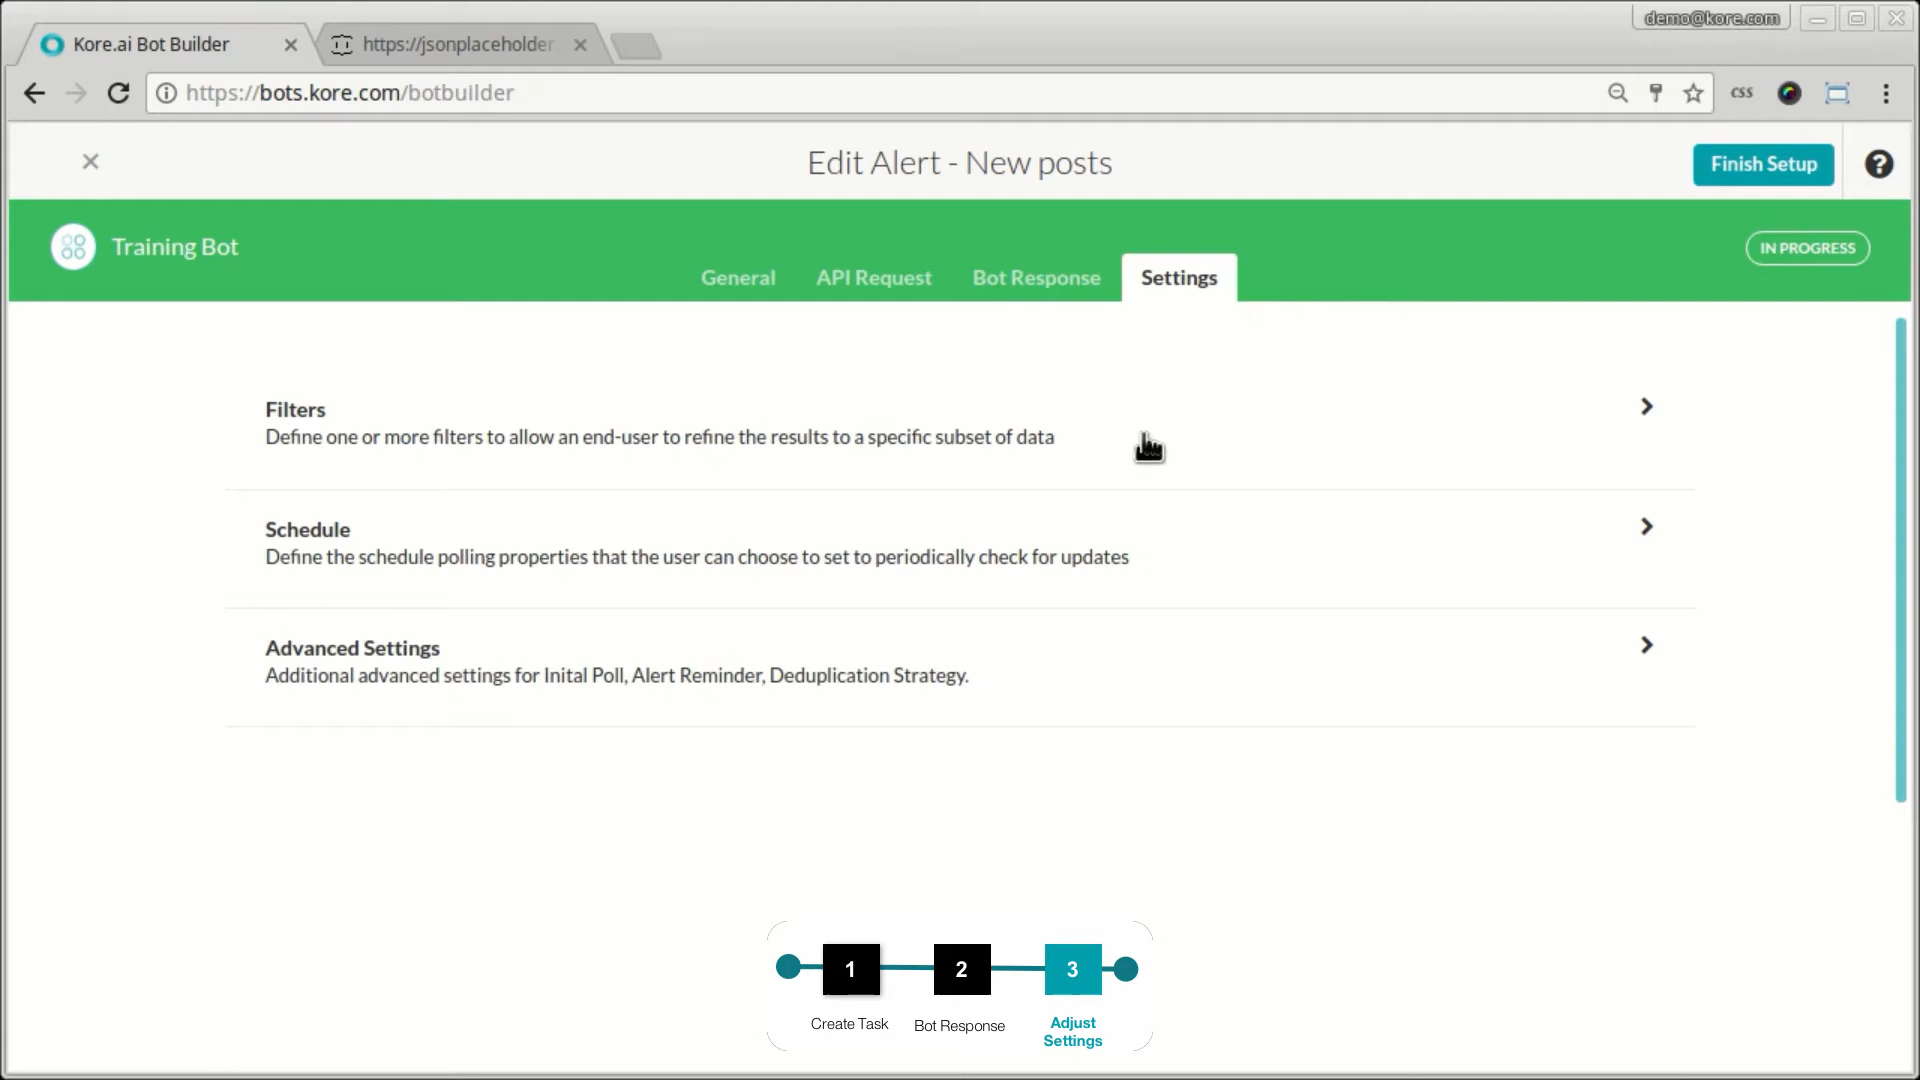 demo@kore.com
Kore.ai Bot Builder
https://jsonplaceholder
https://bots.kore.com/botbuilder
CSS
Edit Alert - New posts
Finish Setup
?
Training Bot
IN PROGRESS
General
API Request
Bot Response
Settings
Filters
Define one or more filters to allow an end-user to refine the results to a specific subset of data
Schedule
Define the schedule polling properties that the user can choose to set to periodically check for updates
Advanced Settings
Additional advanced settings for Inital Poll, Alert Reminder, Deduplication Strategy.
1
2
3
Create Task
Bot Response
Adjust
Settings